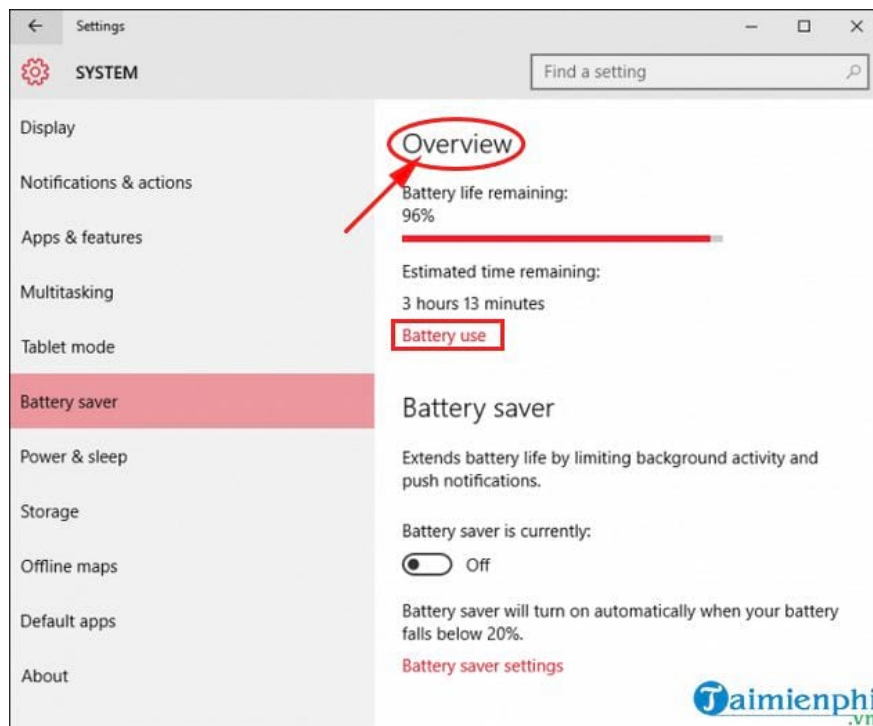 Settings
SYSTEM
Find a setting
Display
Notifications & actions
Apps & features
Multitasking
Tablet mode
Battery saver
Power & sleep
Storage
Offline maps
Default apps
About
Overview
Battery life remaining:
96%
Estimated time remaining:
3 hours 13 minutes
Battery use
Battery saver
Extends battery life by limiting background activity and
push notifications.
Battery saver is currently:
Off
Battery saver will turn on automatically when your battery
falls below 20%.
Battery saver settings
Taimienphi
.vn